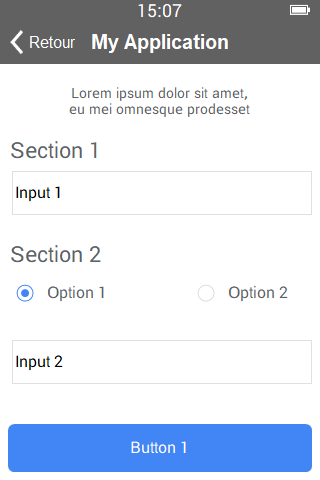 15:07
Retour My Application
Lorem ipsum dolor sit amet,
eu mei omnesque prodesset
Section 1
Input 1
Section 2
Option 1 Option 2
Input 2
Button 1